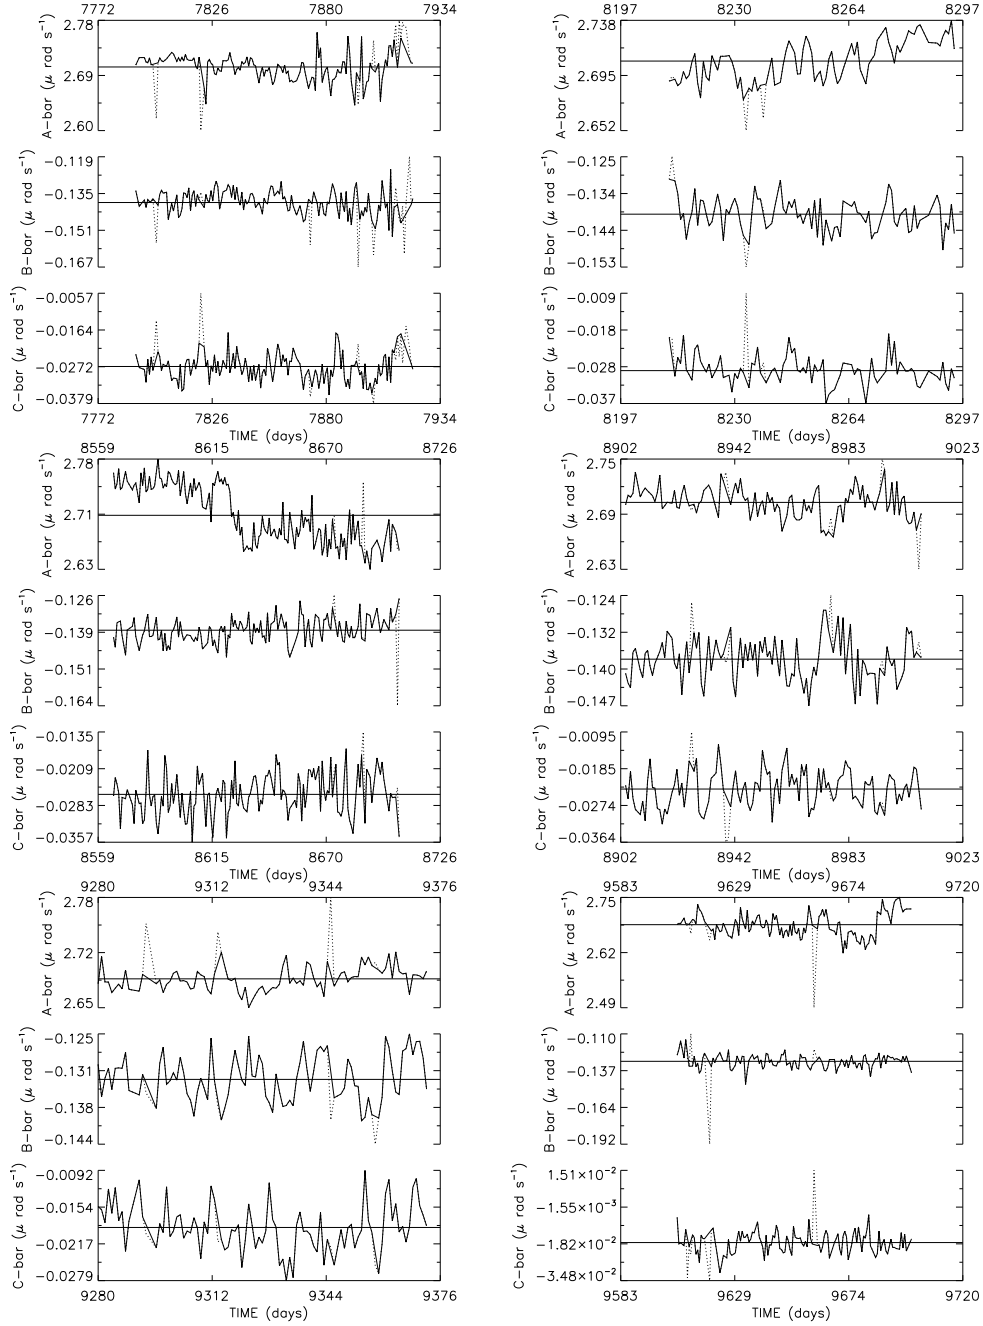 7772 7826 7880 7934
2.78
2.69
2.60
A-bar (μ rad s⁻¹)
-0.119
-0.135
-0.151
-0.167
B-bar (μ rad s⁻¹)
-0.0057
-0.0164
-0.0272
-0.0379
C-bar (μ rad s⁻¹)
7772 7826 7880 7934
TIME (days)
8197 8230 8264 8297
2.738
2.695
2.652
A-bar (μ rad s⁻¹)
-0.125
-0.134
-0.144
-0.153
B-bar (μ rad s⁻¹)
-0.009
-0.018
-0.028
-0.037
C-bar (μ rad s⁻¹)
8197 8230 8264 8297
TIME (days)
8559 8615 8670 8726
2.78
2.71
2.63
A-bar (μ rad s⁻¹)
-0.126
-0.139
-0.151
-0.164
B-bar (μ rad s⁻¹)
-0.0135
-0.0209
-0.0283
-0.0357
C-bar (μ rad s⁻¹)
8559 8615 8670 8726
TIME (days)
8902 8942 8983 9023
2.75
2.69
2.63
A-bar (μ rad s⁻¹)
-0.124
-0.132
-0.140
-0.147
B-bar (μ rad s⁻¹)
-0.0095
-0.0185
-0.0274
-0.0364
C-bar (μ rad s⁻¹)
8902 8942 8983 9023
TIME (days)
9280 9312 9344 9376
2.78
2.72
2.65
A-bar (μ rad s⁻¹)
-0.125
-0.131
-0.138
-0.144
B-bar (μ rad s⁻¹)
-0.0092
-0.0154
-0.0217
-0.0279
C-bar (μ rad s⁻¹)
9280 9312 9344 9376
TIME (days)
9583 9629 9674 9720
2.75
2.62
2.49
A-bar (μ rad s⁻¹)
-0.110
-0.137
-0.164
-0.192
B-bar (μ rad s⁻¹)
1.51×10⁻²
-1.55×10⁻³
-1.82×10⁻²
-3.48×10⁻²
C-bar (μ rad s⁻¹)
9583 9629 9674 9720
TIME (days)